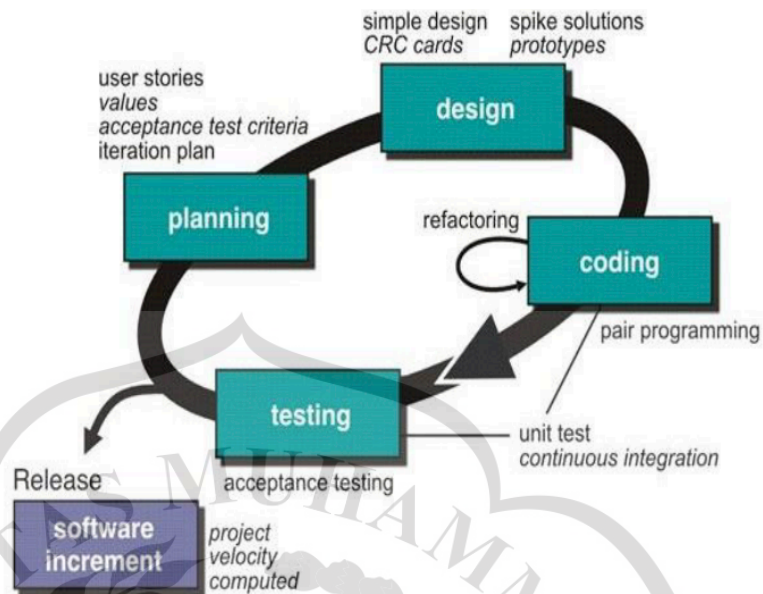 simple design
CRC cards
spike solutions
prototypes
user stories
values
acceptance test criteria
iteration plan
design
planning
refactoring
coding
pair programming
testing
unit test
continuous integration
acceptance testing
Release
software
increment
project
velocity
computed